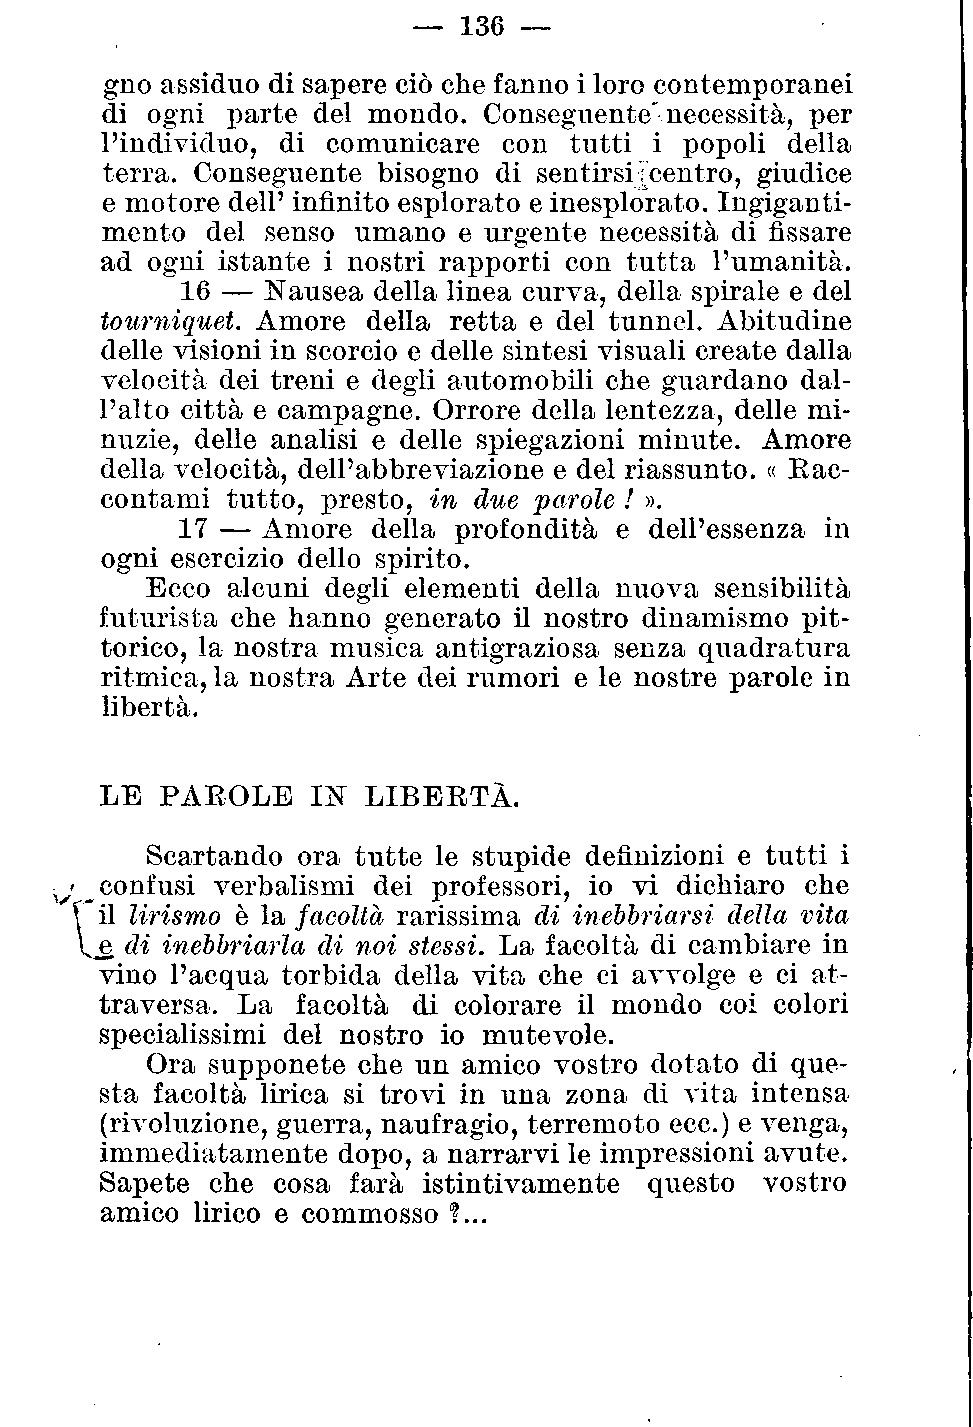 — 136 —
gno assiduo di sapere ciò che fanno i loro contemporanei
di ogni parte del mondo. Conseguente necessità, per
l'individuo, di comunicare con tutti i popoli della
terra. Conseguente bisogno di sentirsi centro, giudice
e motore dell' infinito esplorato e inesplorato. Ingiganti-
mento del senso umano e urgente necessità di fissare
ad ogni istante i nostri rapporti con tutta l'umanità.
16 — Nausea della linea curva, della spirale e del
tourniquet. Amore della retta e del tunnel. Abitudine
delle visioni in scorcio e delle sintesi visuali create dalla
velocità dei treni e degli automobili che guardano dal-
l'alto città e campagne. Orrore della lentezza, delle mi-
nuzie, delle analisi e delle spiegazioni minute. Amore
della velocità, dell'abbreviazione e del riassunto. « Rac-
contami tutto, presto, in due parole ! ».
17 — Amore della profondità e dell'essenza in
ogni esercizio dello spirito.
Ecco alcuni degli elementi della nuova sensibilità
futurista che hanno generato il nostro dinamismo pit-
torico, la nostra musica antigraziosa senza quadratura
ritmica, la nostra Arte dei rumori e le nostre parole in
libertà.
LE PAROLE IN LIBERTÀ.
Scartando ora tutte le stupide definizioni e tutti i
confusi verbalismi dei professori, io vi dichiaro che
il lirismo è la facoltà rarissima di inebbriarsi della vita
e di inebbriarla di noi stessi. La facoltà di cambiare in
vino l'acqua torbida della vita che ci avvolge e ci at-
traversa. La facoltà di colorare il mondo coi colori
specialissimi del nostro io mutevole.
Ora supponete che un amico vostro dotato di que-
sta facoltà lirica si trovi in una zona di vita intensa
(rivoluzione, guerra, naufragio, terremoto ecc.) e venga,
immediatamente dopo, a narrarvi le impressioni avute.
Sapete che cosa farà istintivamente questo vostro
amico lirico e commosso ?...